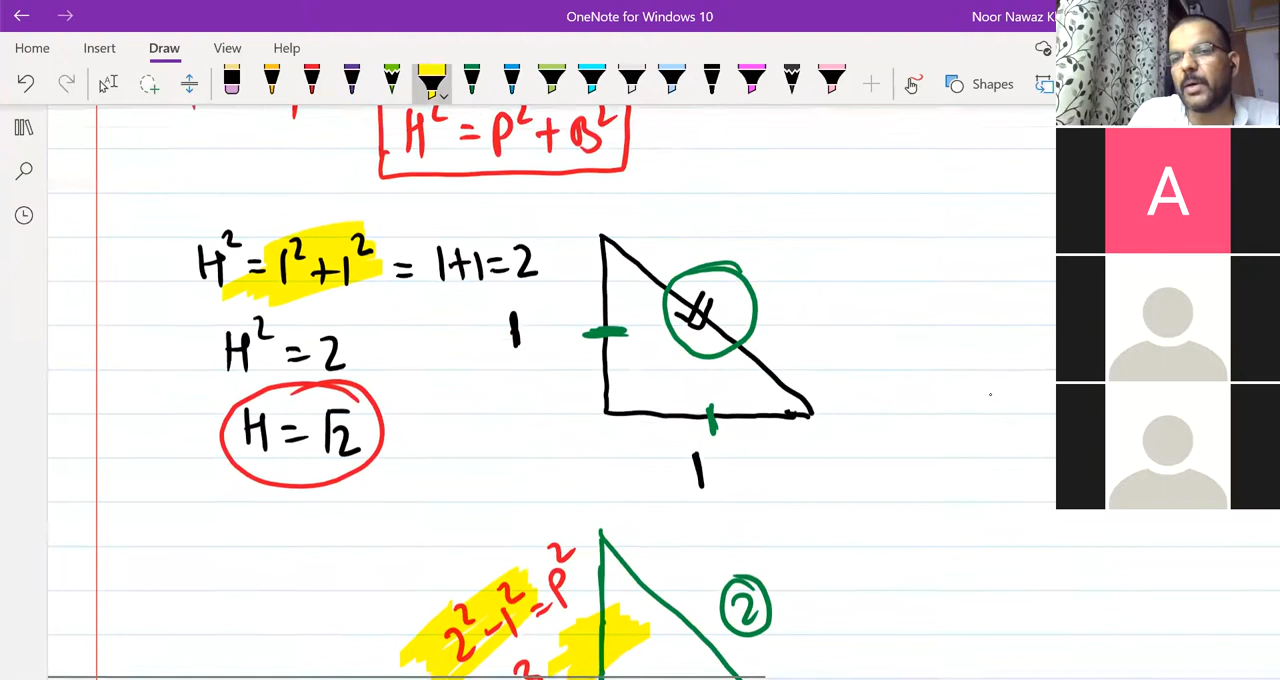 OneNote for Windows 10
Noor Nawaz K
Home Insert Draw View Help
Shapes
H² = P² + B²
H² = 1² + 1² = 1+1=2
1
H² = 2
H = √2
1
2² - 1² = P²
2
2